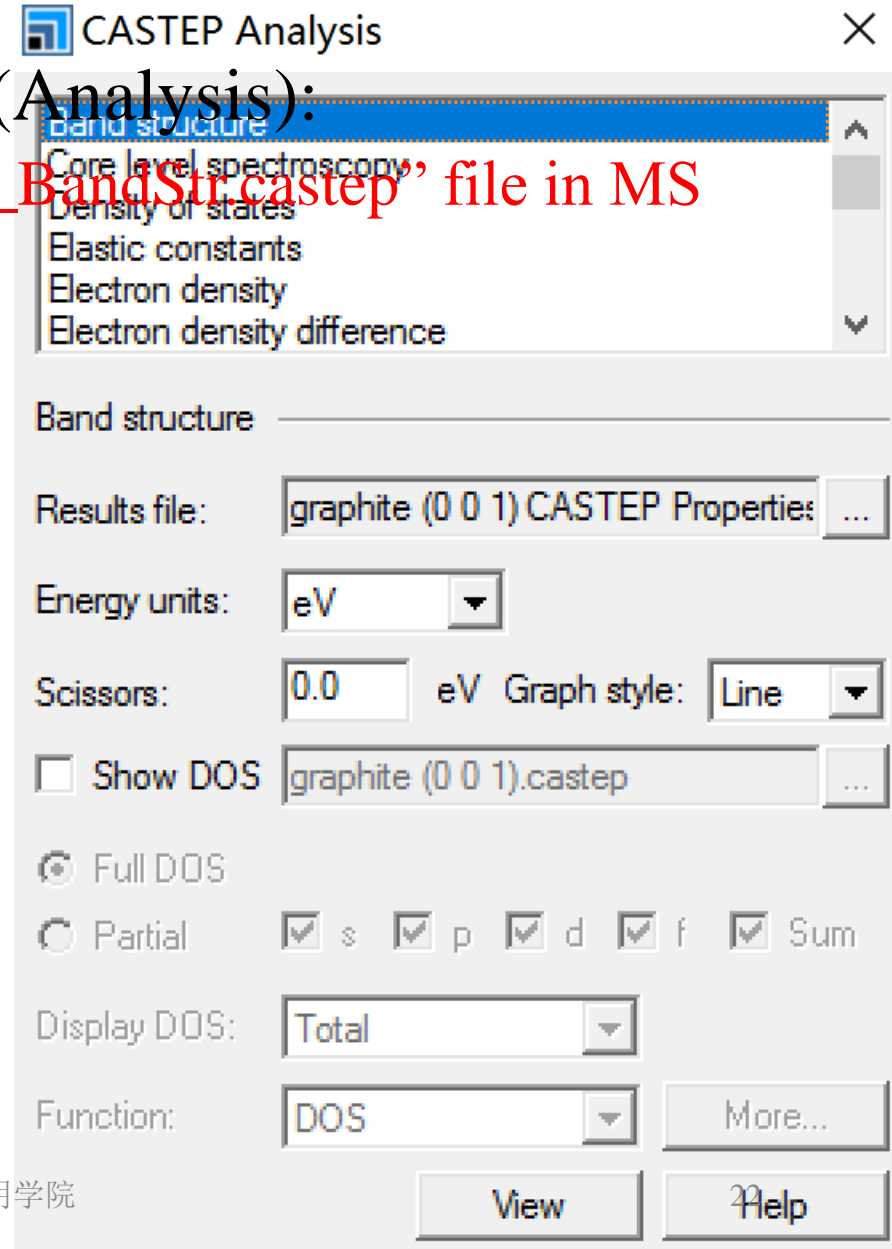 CASTEP Analysis
(Analysis):
Band structure
Core level spectroscopy
_BandStr.castep” file in MS
Density of states
Elastic constants
Electron density
Electron density difference
Band structure
Results file: graphite (0 0 1) CASTEP Properties ...
Energy units: eV
Scissors: 0.0 eV Graph style: Line
Show DOS graphite (0 0 1).castep ...
Full DOS
Partial s p d f Sum
Display DOS: Total
Function: DOS More...
学院 View Help
22